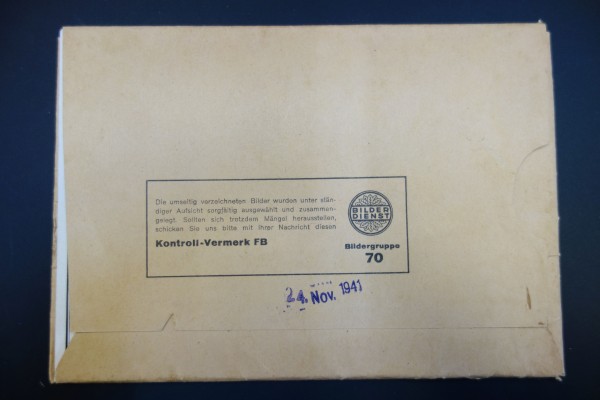 Die umseitig verzeichneten Bilder wurden unter stän-
diger Aufsicht sorgfältig ausgewählt und zusammen-
gelegt. Sollten sich trotzdem Mängel herausstellen,
schicken Sie uns bitte mit Ihrer Nachricht diesen
Kontroll-Vermerk FB
BILDER
DIENST
Bildergruppe
70
24. Nov. 1941